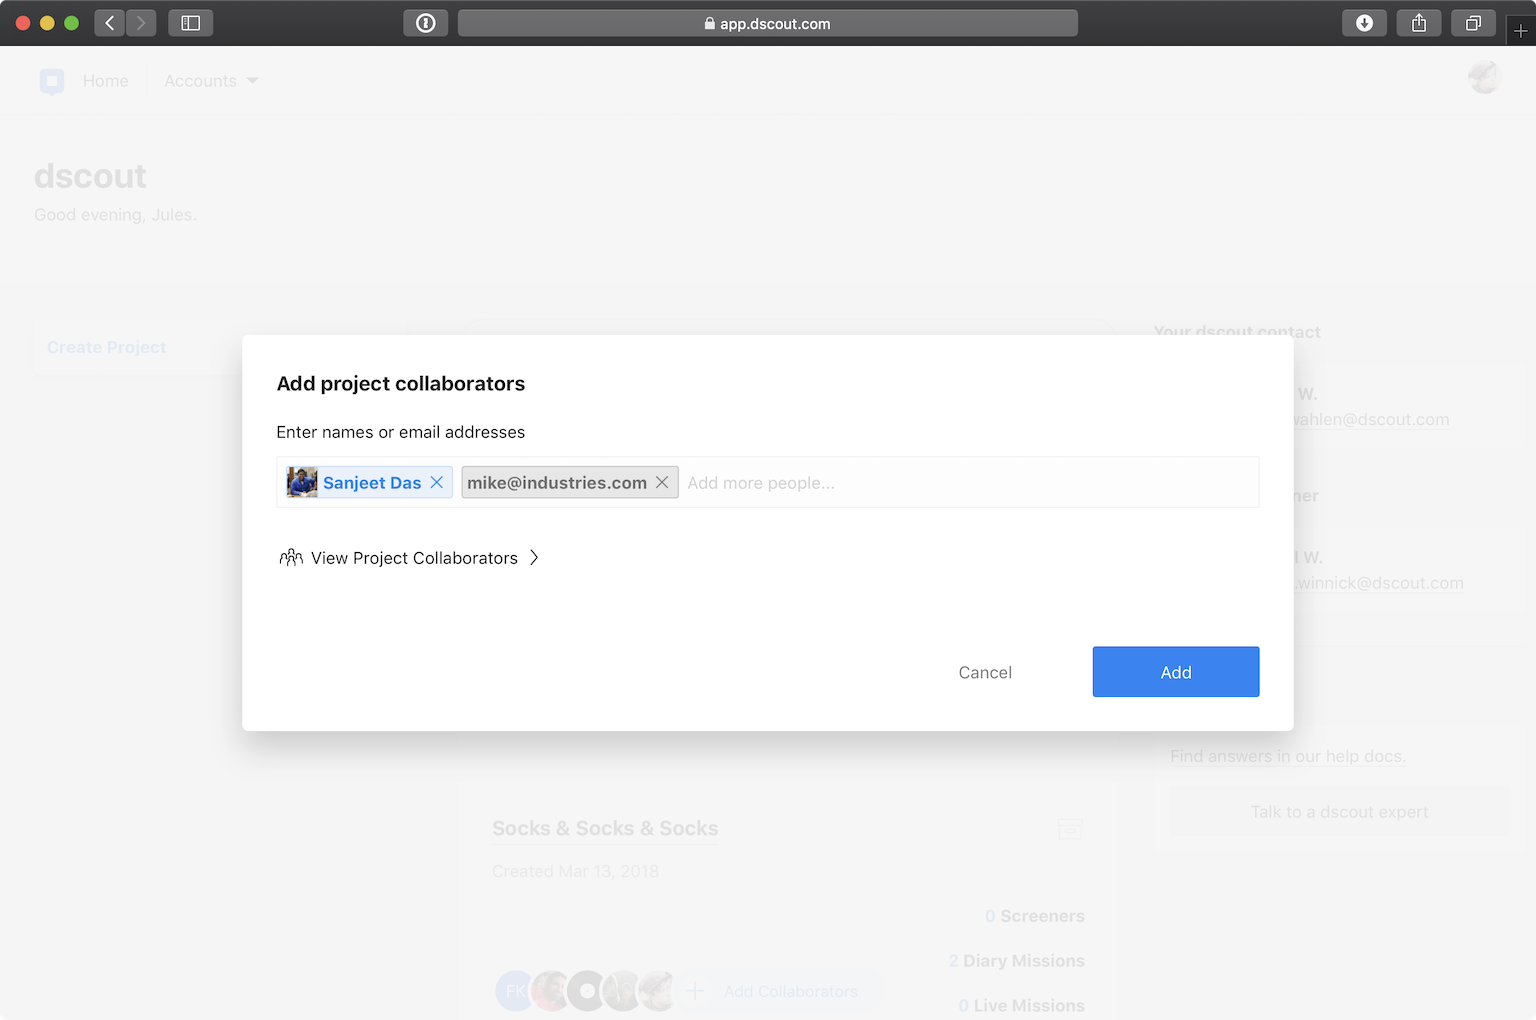 app.dscout.com
Home
Accounts
dscout
Good evening, Jules.
Create Project
Your dscout contact
W.
wahlen@dscout.com
ner
l W.
.winnick@dscout.com
Add project collaborators
Enter names or email addresses
Sanjeet Das
mike@industries.com
Add more people...
View Project Collaborators
Cancel
Add
Find answers in our help docs.
Talk to a dscout expert
Socks & Socks & Socks
Created Mar 13, 2018
0 Screeners
2 Diary Missions
0 Live Missions
FK
Add Collaborators